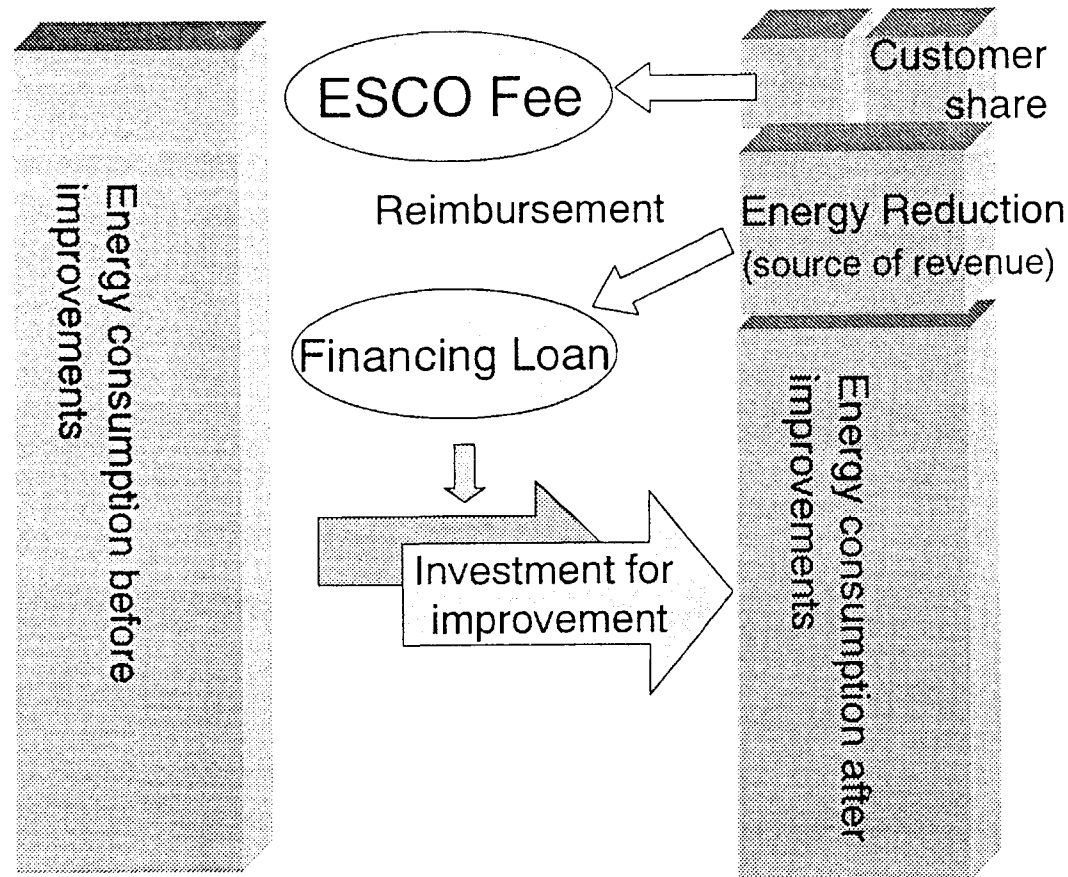 Energy consumption before
improvements
ESCO Fee
Customer
share
Reimbursement
Energy Reduction
(source of revenue)
Financing Loan
Investment for
improvement
Energy consumption after
improvements